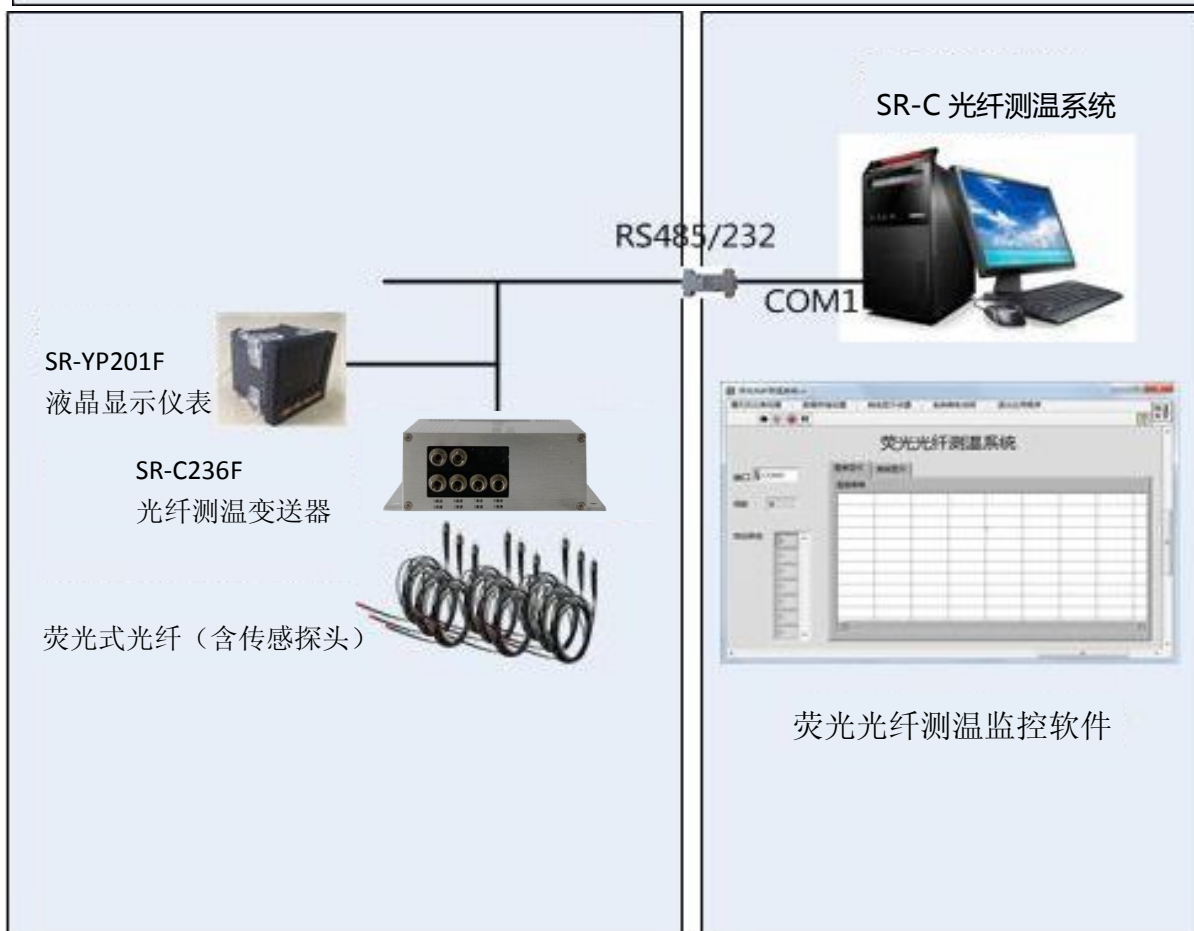 SR-C 光纤测温系统
RS485/232
COM1
SR-YP201F
液晶显示仪表
SR-C236F
光纤测温变送器
荧光式光纤（含传感探头）
荧光光纤测温系统
荧光光纤测温监控软件